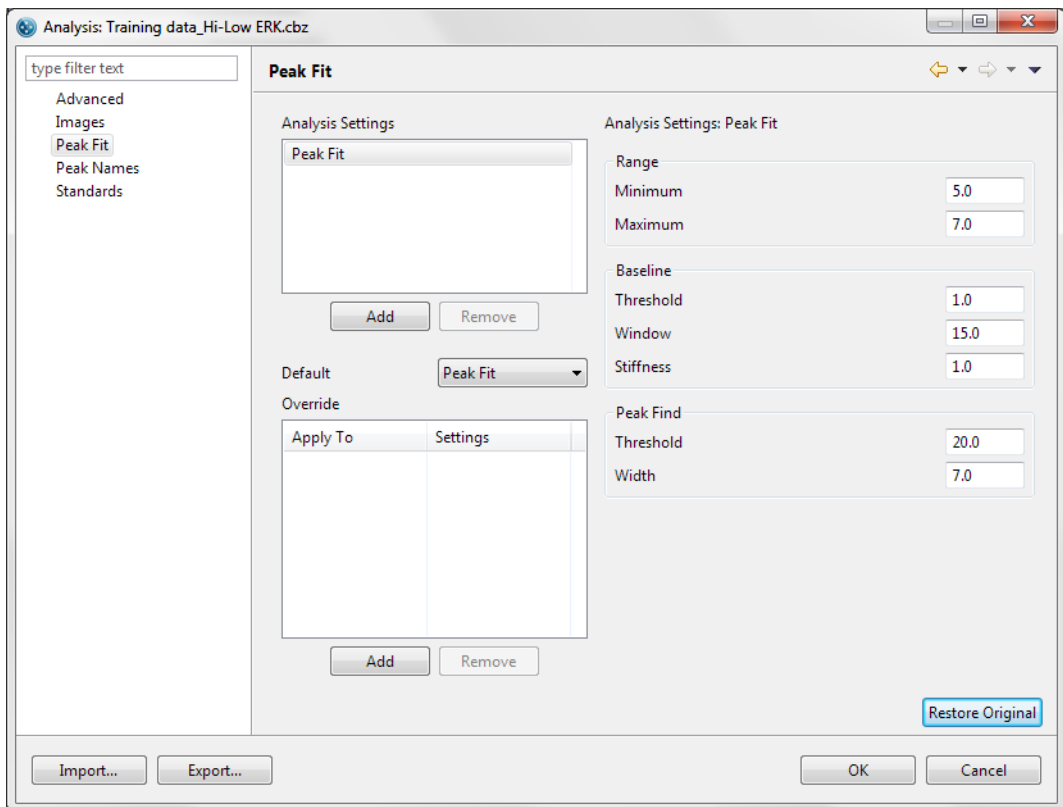 Analysis: Training data_Hi-Low ERK.cbz
type filter text
Advanced
Images
Peak Fit
Peak Names
Standards
Peak Fit
Analysis Settings
Peak Fit
Add
Remove
Default
Peak Fit
Override
Apply To
Settings
Add
Remove
Analysis Settings: Peak Fit
Range
Minimum 5.0
Maximum 7.0
Baseline
Threshold 1.0
Window 15.0
Stiffness 1.0
Peak Find
Threshold 20.0
Width 7.0
Restore Original
Import...
Export...
OK
Cancel